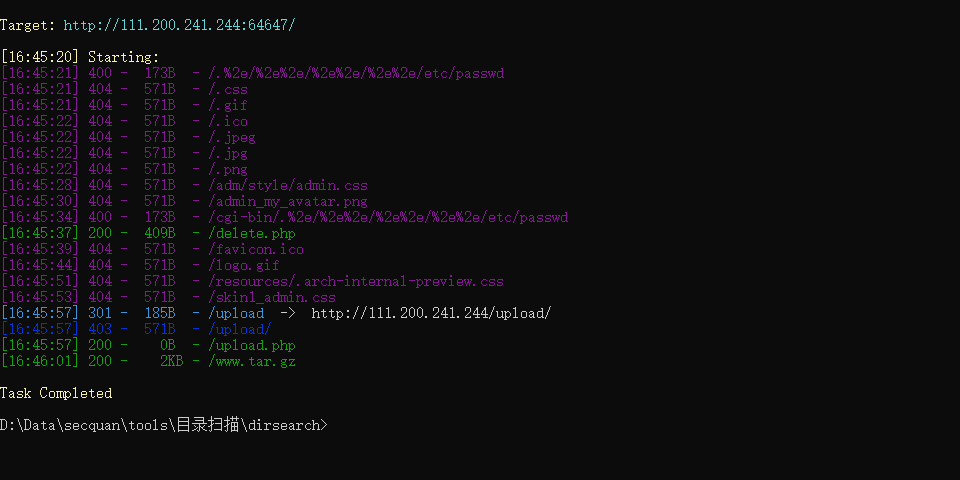 Target: http://111.200.241.244:64647/
[16:45:20] Starting:
[16:45:21] 400 -  173B  - /.%2e/%2e%2e/%2e%2e/%2e%2e/etc/passwd
[16:45:21] 404 -  571B  - /.css
[16:45:21] 404 -  571B  - /.gif
[16:45:22] 404 -  571B  - /.ico
[16:45:22] 404 -  571B  - /.jpeg
[16:45:22] 404 -  571B  - /.jpg
[16:45:22] 404 -  571B  - /.png
[16:45:28] 404 -  571B  - /adm/style/admin.css
[16:45:30] 404 -  571B  - /admin_my_avatar.png
[16:45:34] 400 -  173B  - /cgi-bin/.%2e/%2e%2e/%2e%2e/%2e%2e/etc/passwd
[16:45:37] 200 -  409B  - /delete.php
[16:45:39] 404 -  571B  - /favicon.ico
[16:45:44] 404 -  571B  - /logo.gif
[16:45:51] 404 -  571B  - /resources/.arch-internal-preview.css
[16:45:53] 404 -  571B  - /skin1_admin.css
[16:45:57] 301 -  185B  - /upload  ->  http://111.200.241.244/upload/
[16:45:57] 403 -  571B  - /upload/
[16:45:57] 200 -    0B  - /upload.php
[16:46:01] 200 -    2KB - /www.tar.gz
Task Completed
D:\Data\secquan\tools\目录扫描\dirsearch>